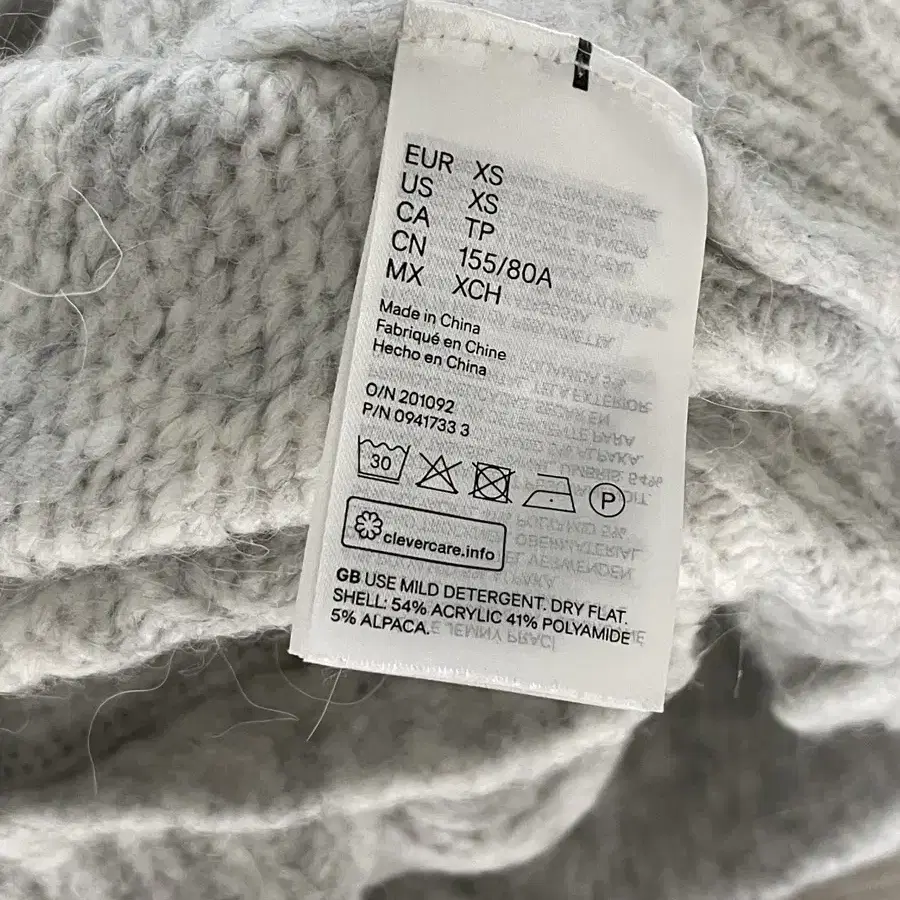 EUR XS
US XS
CA TP
CN 155/80A
MX XCH
Made in China
Fabriqué en Chine
Hecho en China
O/N 201092
P/N 0941733 3
30
P
clevercare.info
GB USE MILD DETERGENT. DRY FLAT.
SHELL: 54% ACRYLIC 41% POLYAMIDE
5% ALPACA.